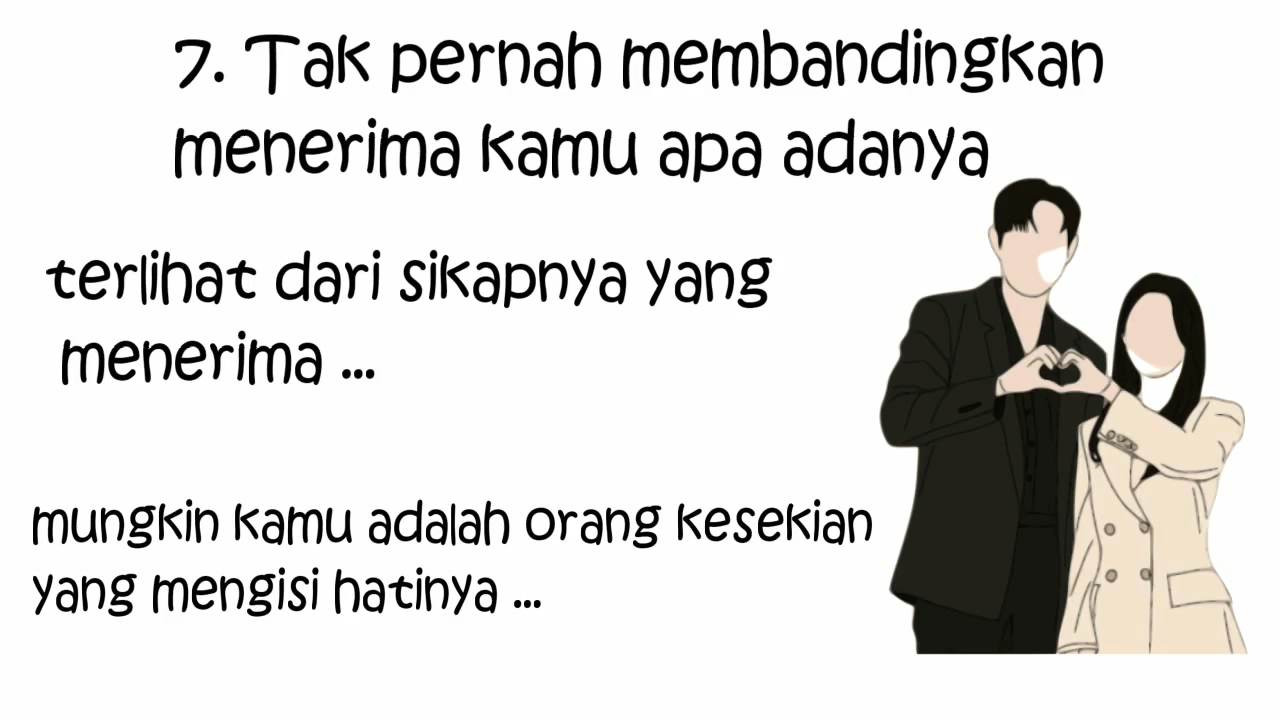 7. Tak pernah membandingkan
menerima kamu apa adanya
terlihat dari sikapnya yang
menerima ...
mungkin kamu adalah orang kesekian
yang mengisi hatinya ...